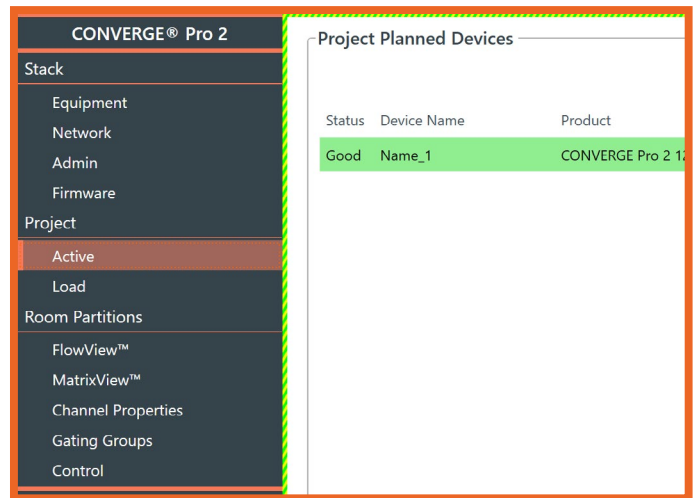 CONVERGE® Pro 2
Stack
Equipment
Network
Admin
Firmware
Project
Active
Load
Room Partitions
FlowView™
MatrixView™
Channel Properties
Gating Groups
Control
Project Planned Devices
Status Device Name Product
Good Name_1 CONVERGE Pro 2